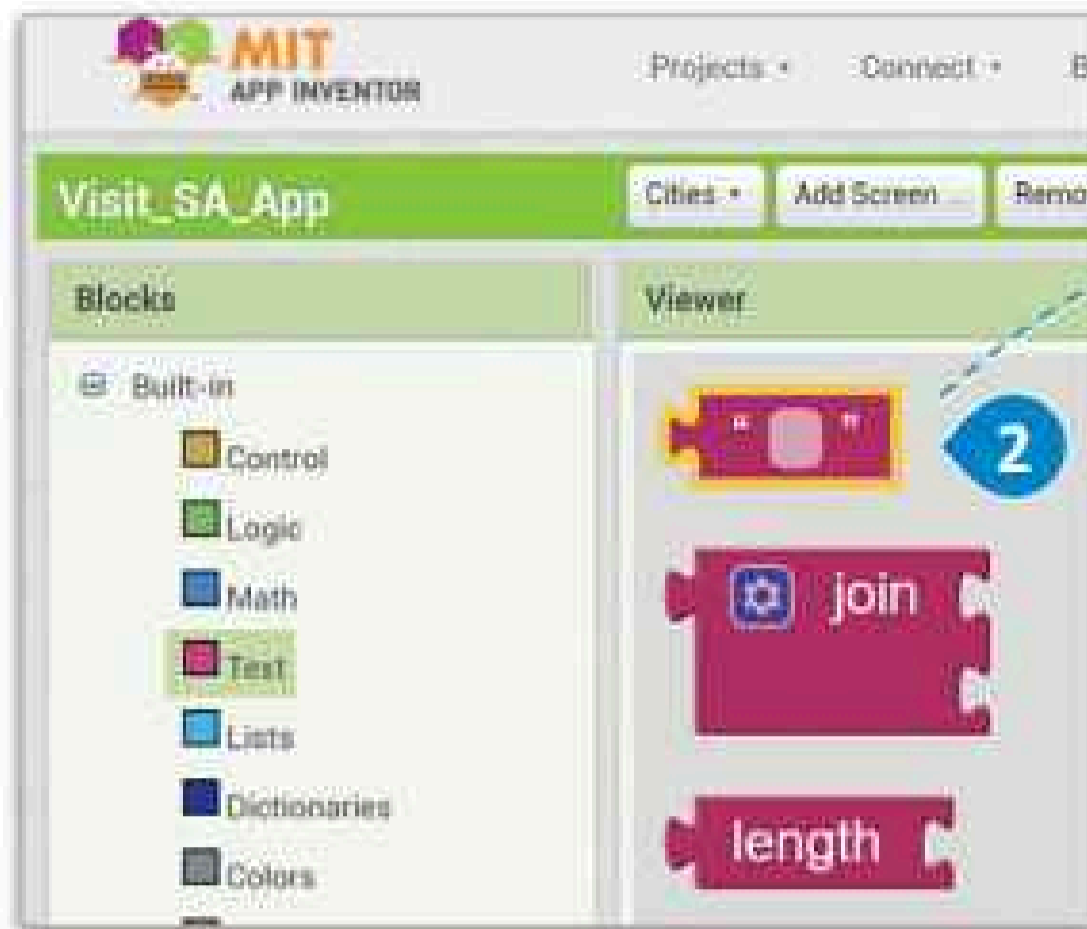 MIT
APP INVENTOR
Projects
Connect
Visit_SA_App
Cities
Add Screen ...
Remo
Blocks
Viewer
Built-in
Control
Logic
Math
Text
Lists
Dictionaries
Colors
" "
2
join
length